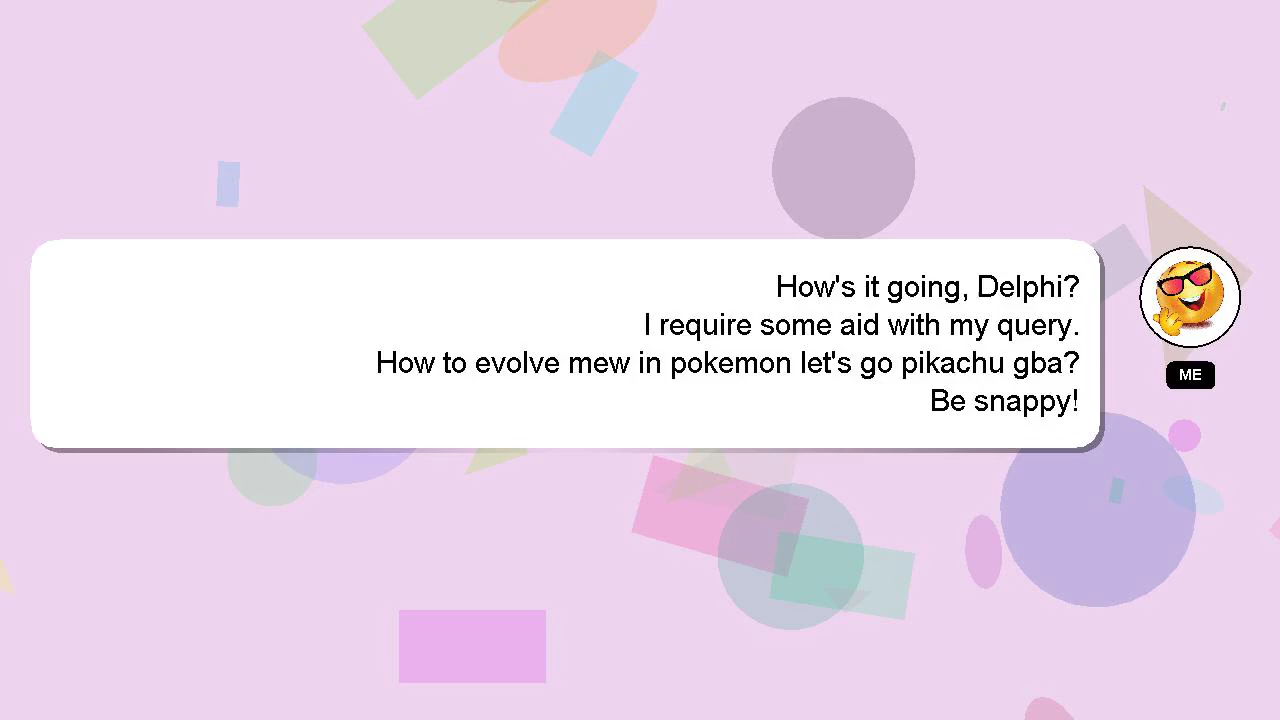 How's it going, Delphi?
I require some aid with my query.
How to evolve mew in pokemon let's go pikachu gba?
Be snappy!
ME